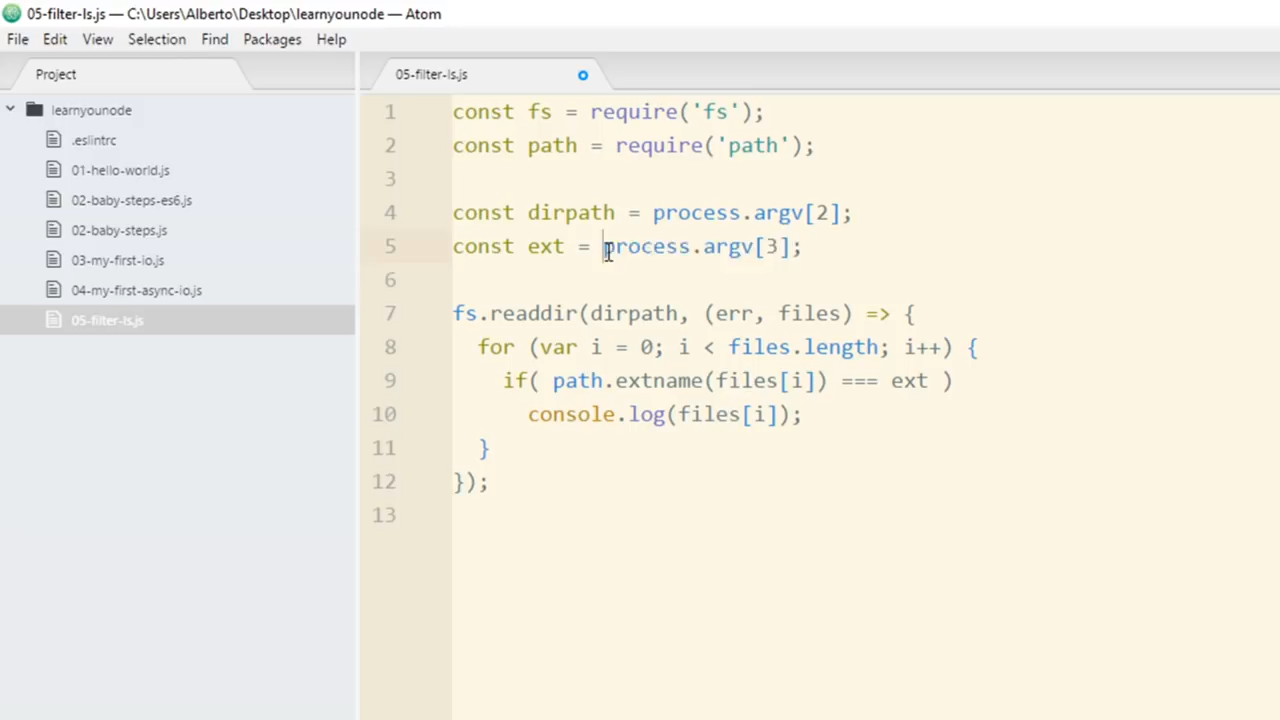 05-filter-ls.js — C:\Users\Alberto\Desktop\learnyounode — Atom
File Edit View Selection Find Packages Help
Project
05-filter-ls.js
learnyounode
.eslintrc
01-hello-world.js
02-baby-steps-es6.js
02-baby-steps.js
03-my-first-io.js
04-my-first-async-io.js
05-filter-ls.js
1 const fs = require('fs');
2 const path = require('path');
3
4 const dirpath = process.argv[2];
5 const ext = process.argv[3];
6
7 fs.readdir(dirpath, (err, files) => {
8 for (var i = 0; i < files.length; i++) {
9 if( path.extname(files[i]) === ext )
10 console.log(files[i]);
11 }
12 });
13